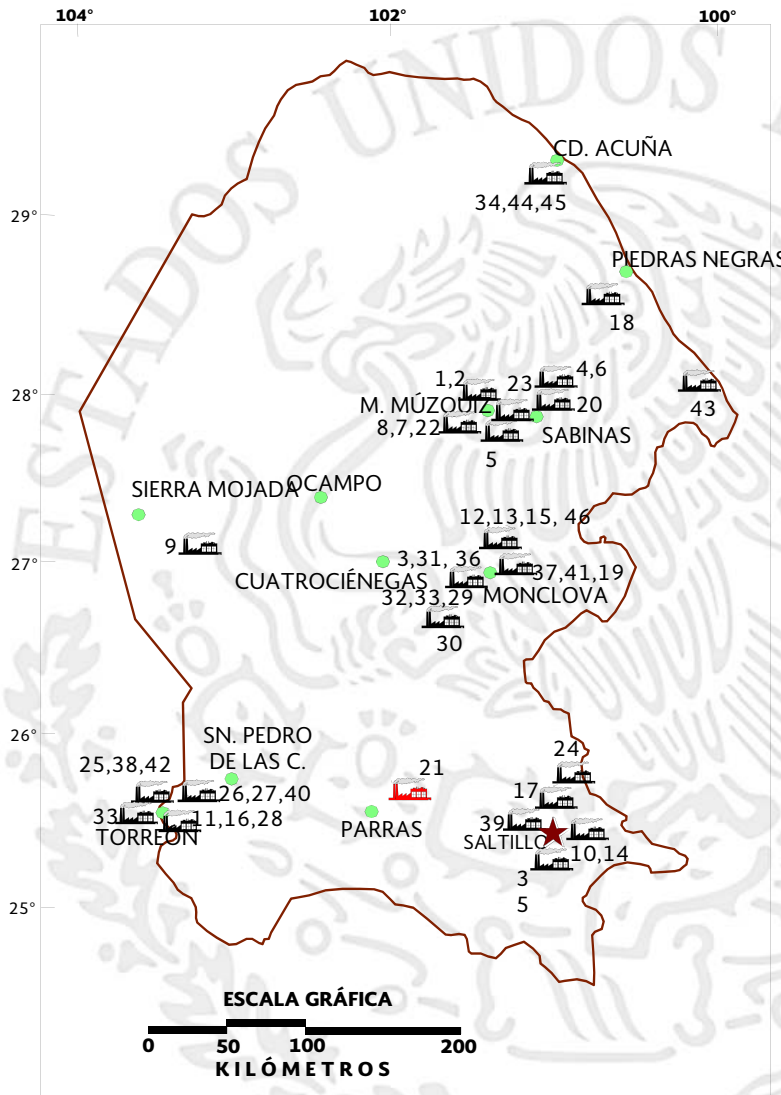 104°
102°
100°
ESTADOS UNIDOS
CD. ACUÑA
34,44,45
29°
PIEDRAS NEGRAS
18
28°
1,2
23
4,6
M. MÚZQUIZ
20
43
8,7,22
SABINAS
5
SIERRA MOJADA
OCAMPO
12,13,15, 46
9
27°
3,31, 36
37,41,19
CUATROCIÉNEGAS
MONCLOVA
32,33,29
30
26°
SN. PEDRO
DE LAS C.
24
25,38,42
21
26,27,40
17
33
11,16,28
39
TORREÓN
PARRAS
SALTILLO
10,14
3
5
25°
ESCALA GRÁFICA
0 50 100 200
KILÓMETROS